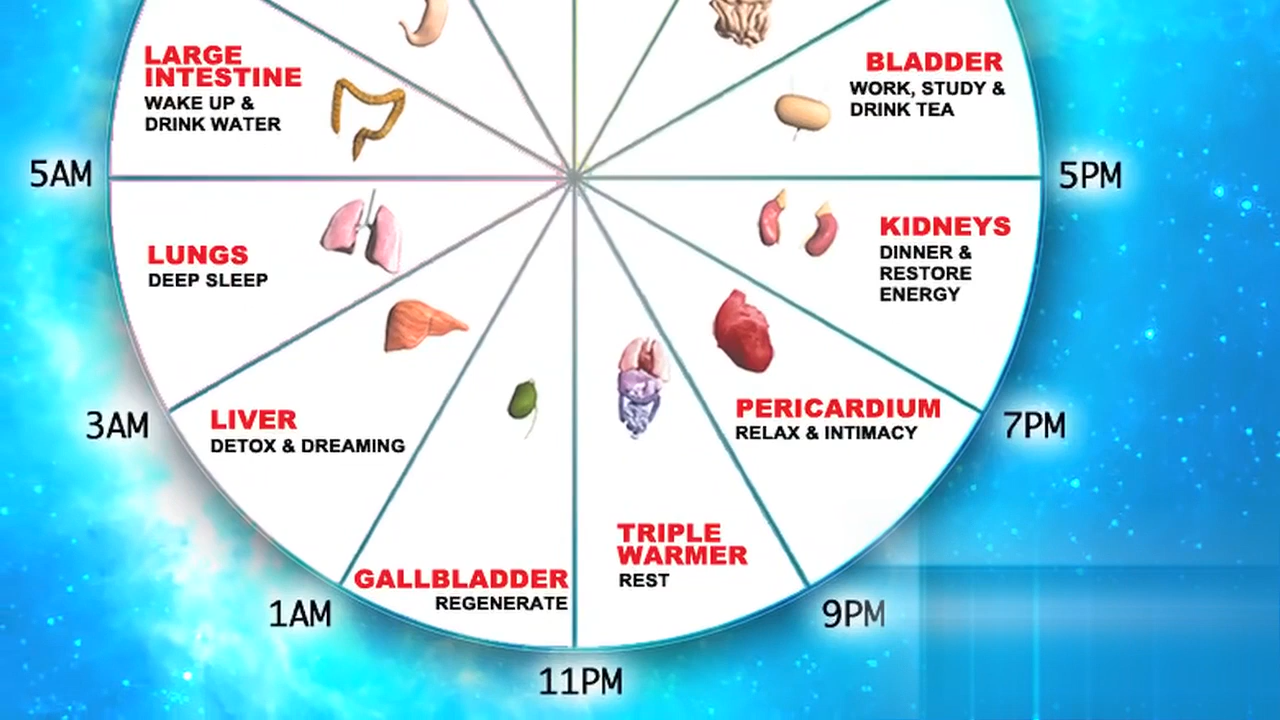 LARGE
INTESTINE
WAKE UP &
DRINK WATER
BLADDER
WORK, STUDY &
DRINK TEA
5AM
5PM
LUNGS
DEEP SLEEP
KIDNEYS
DINNER &
RESTORE
ENERGY
3AM
LIVER
DETOX & DREAMING
PERICARDIUM
RELAX & INTIMACY
7PM
GALLBLADDER
REGENERATE
TRIPLE
WARMER
REST
1AM
9PM
11PM